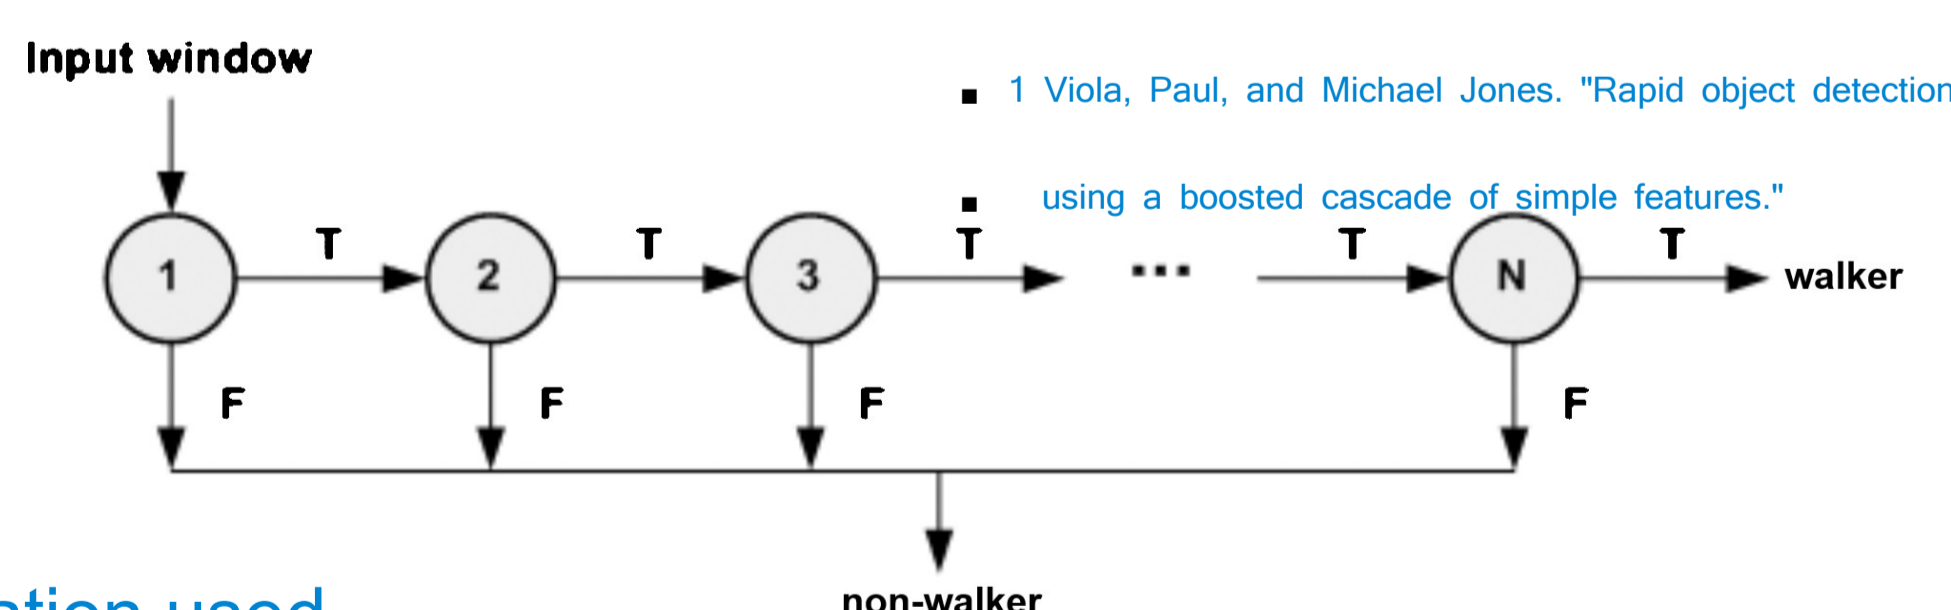 Input window
▪ 1 Viola, Paul, and Michael Jones. "Rapid object detection
▪ using a boosted cascade of simple features."
T T T T T
1 2 3 ... N walker
F F F F
non-walker
used